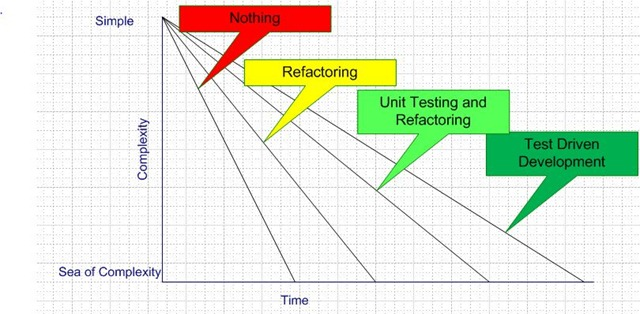 Simple
Nothing
Refactoring
Unit Testing and
Refactoring
Test Driven
Development
Complexity
Sea of Complexity
Time